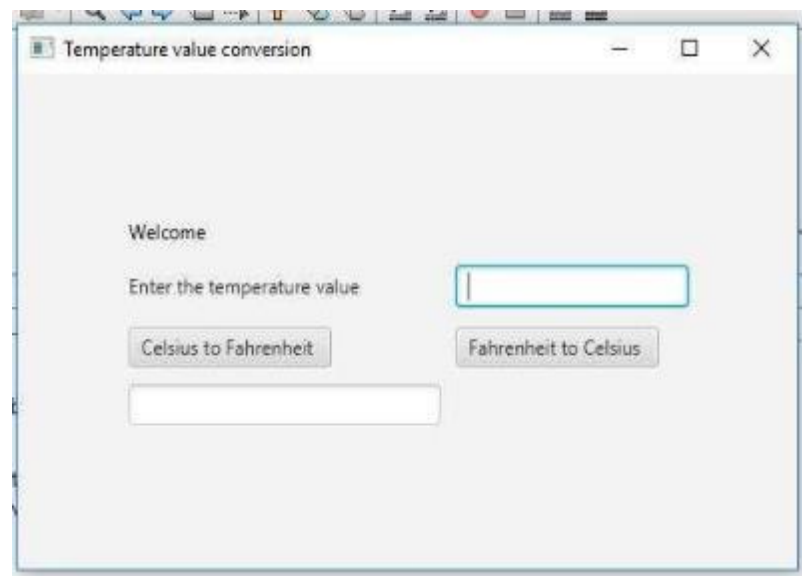 Temperature value conversion
Welcome
Enter the temperature value
Celsius to Fahrenheit
Fahrenheit to Celsius